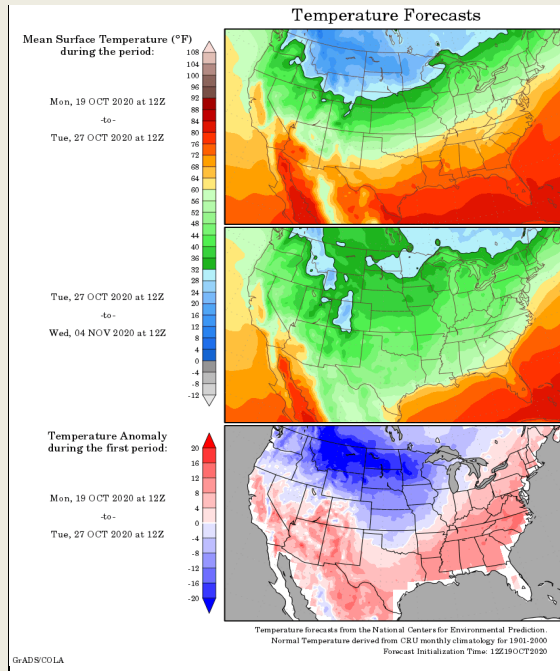 Temperature Forecasts
Mean Surface Temperature (°F)
during the period:
Mon, 19 OCT 2020 at 12Z
-to-
Tue, 27 OCT 2020 at 12Z
108
104
100
96
92
88
84
80
76
72
68
64
60
56
52
48
44
40
36
32
28
24
20
16
12
8
4
0
-4
-8
-12
Tue, 27 OCT 2020 at 12Z
-to-
Wed, 04 NOV 2020 at 12Z
Temperature Anomaly
during the first period:
Mon, 19 OCT 2020 at 12Z
-to-
Tue, 27 OCT 2020 at 12Z
20
16
12
8
4
0
-4
-8
-12
-16
-20
Temperature forecasts from the National Centers for Environmental Prediction.
Normal Temperature derived from CRU monthly climatology for 1901-2000
Forecast Initialization Time: 12Z19OCT2020
GrADS/COLA